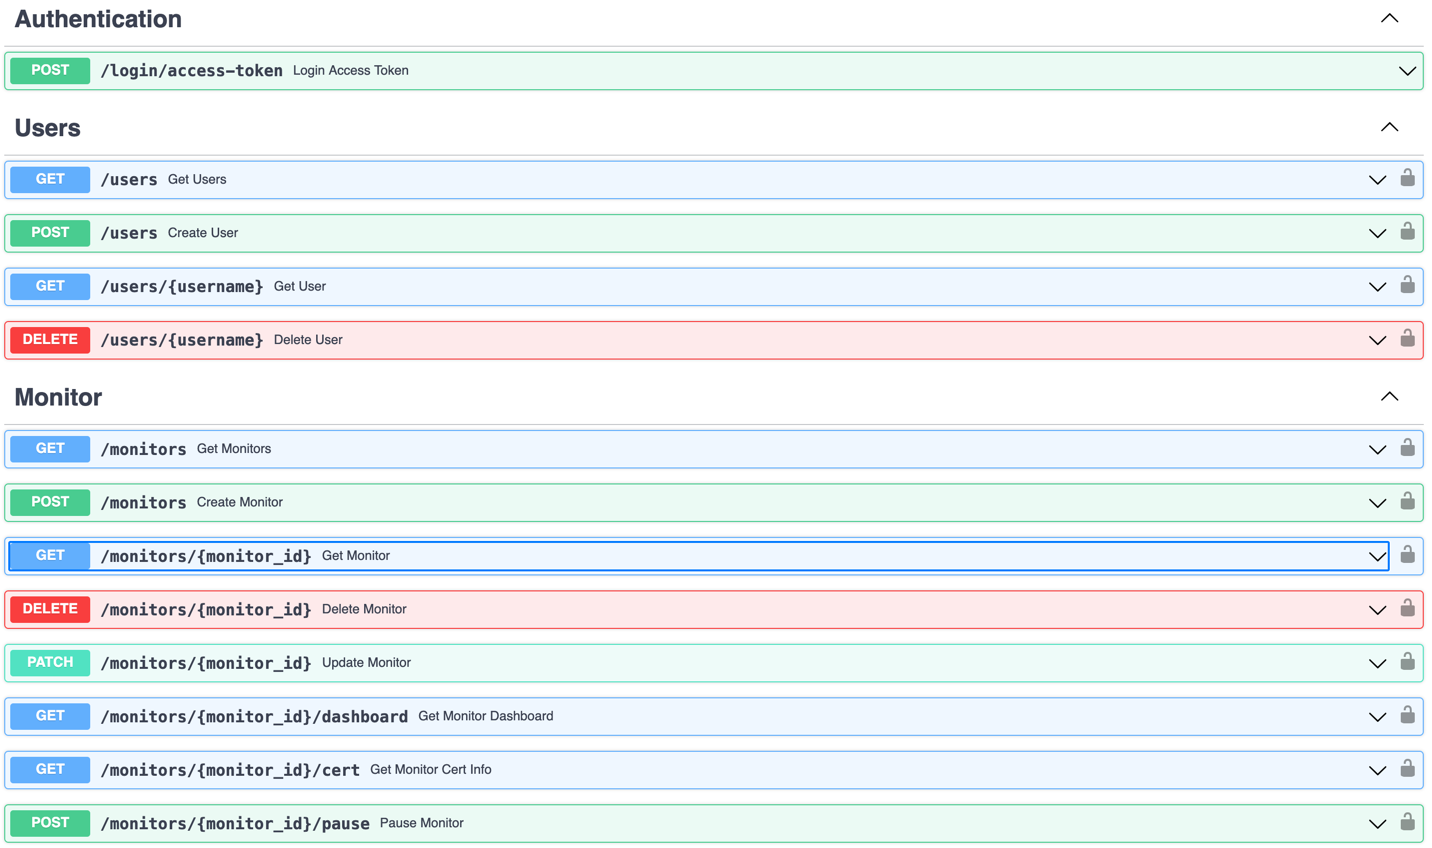 Authentication
POST /login/access-token Login Access Token
Users
GET /users Get Users
POST /users Create User
GET /users/{username} Get User
DELETE /users/{username} Delete User
Monitor
GET /monitors Get Monitors
POST /monitors Create Monitor
GET /monitors/{monitor_id} Get Monitor
DELETE /monitors/{monitor_id} Delete Monitor
PATCH /monitors/{monitor_id} Update Monitor
GET /monitors/{monitor_id}/dashboard Get Monitor Dashboard
GET /monitors/{monitor_id}/cert Get Monitor Cert Info
POST /monitors/{monitor_id}/pause Pause Monitor